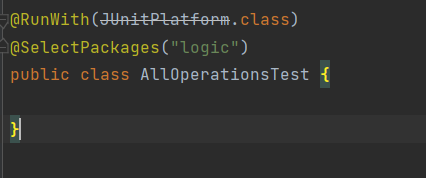 @RunWith(JUnitPlatform.class)
@SelectPackages("logic")
public class AllOperationsTest {
}